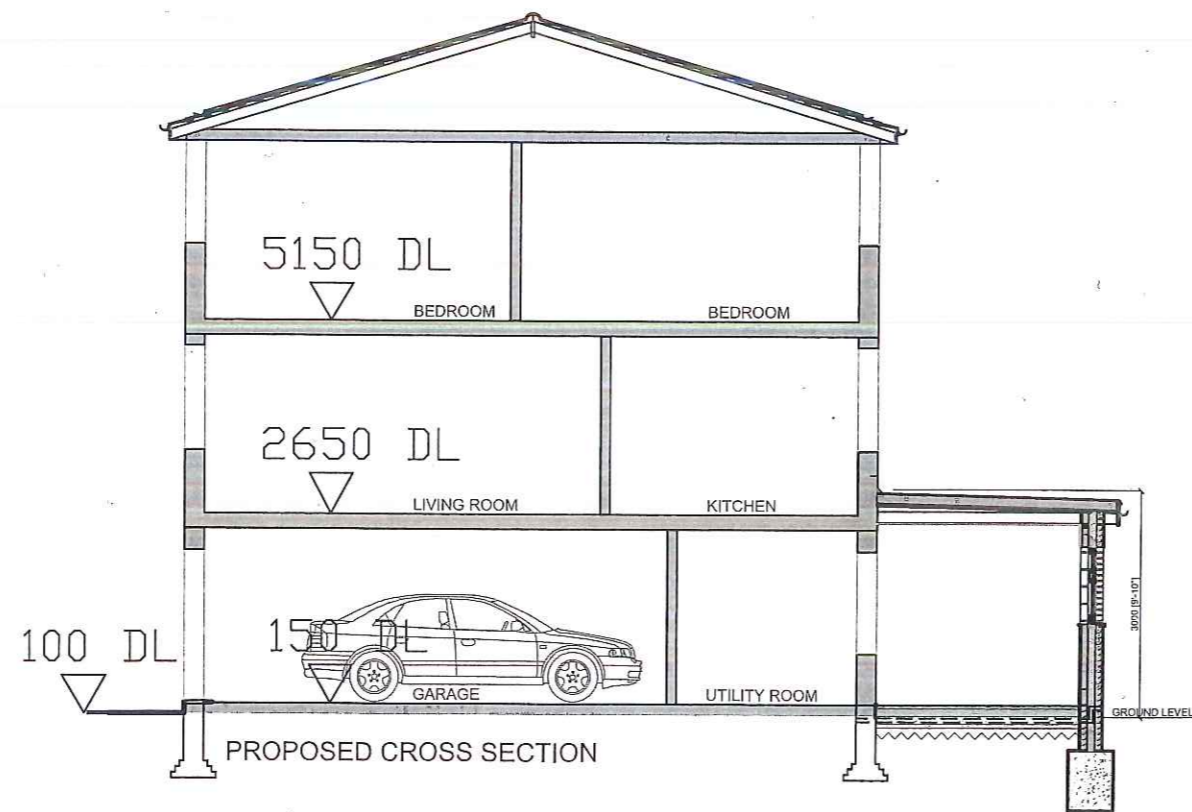 5150 DL
BEDROOM BEDROOM
2650 DL
LIVING ROOM KITCHEN
3000 [9'-10"]
100 DL 150 DL
GARAGE UTILITY ROOM
GROUND LEVEL
PROPOSED CROSS SECTION